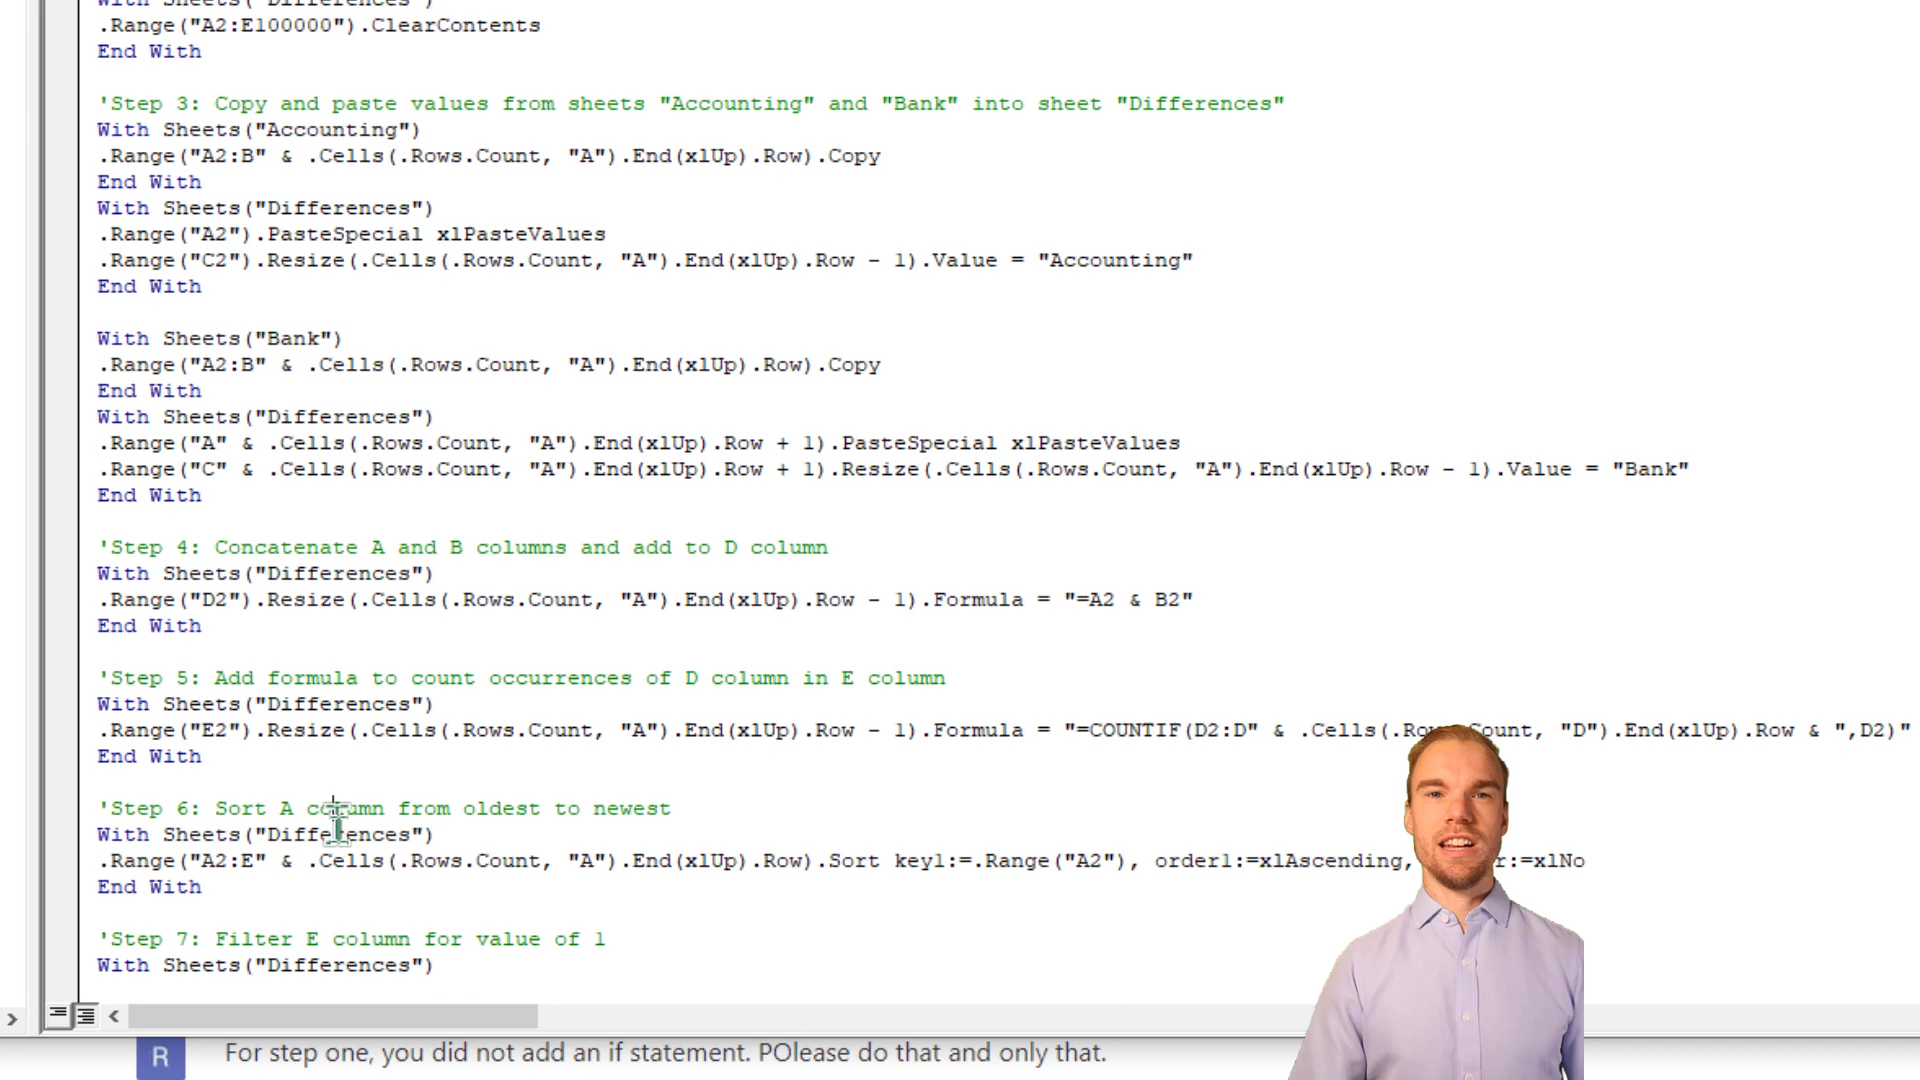 With Sheets("Differences")
.Range("A2:E100000").ClearContents
End With
'Step 3: Copy and paste values from sheets "Accounting" and "Bank" into sheet "Differences"
With Sheets("Accounting")
.Range("A2:B" & .Cells(.Rows.Count, "A").End(xlUp).Row).Copy
End With
With Sheets("Differences")
.Range("A2").PasteSpecial xlPasteValues
.Range("C2").Resize(.Cells(.Rows.Count, "A").End(xlUp).Row - 1).Value = "Accounting"
End With
With Sheets("Bank")
.Range("A2:B" & .Cells(.Rows.Count, "A").End(xlUp).Row).Copy
End With
With Sheets("Differences")
.Range("A" & .Cells(.Rows.Count, "A").End(xlUp).Row + 1).PasteSpecial xlPasteValues
.Range("C" & .Cells(.Rows.Count, "A").End(xlUp).Row + 1).Resize(.Cells(.Rows.Count, "A").End(xlUp).Row - 1).Value = "Bank"
End With
'Step 4: Concatenate A and B columns and add to D column
With Sheets("Differences")
.Range("D2").Resize(.Cells(.Rows.Count, "A").End(xlUp).Row - 1).Formula = "=A2 & B2"
End With
'Step 5: Add formula to count occurrences of D column in E column
With Sheets("Differences")
.Range("E2").Resize(.Cells(.Rows.Count, "A").End(xlUp).Row - 1).Formula = "=COUNTIF(D2:D" & .Cells(.Rows.Count, "D").End(xlUp).Row & ",D2)"
End With
'Step 6: Sort A column from oldest to newest
With Sheets("Differences")
.Range("A2:E" & .Cells(.Rows.Count, "A").End(xlUp).Row).Sort key1:=.Range("A2"), order1:=xlAscending, r:=xlNo
End With
'Step 7: Filter E column for value of 1
With Sheets("Differences")
R
For step one, you did not add an if statement. POlease do that and only that.